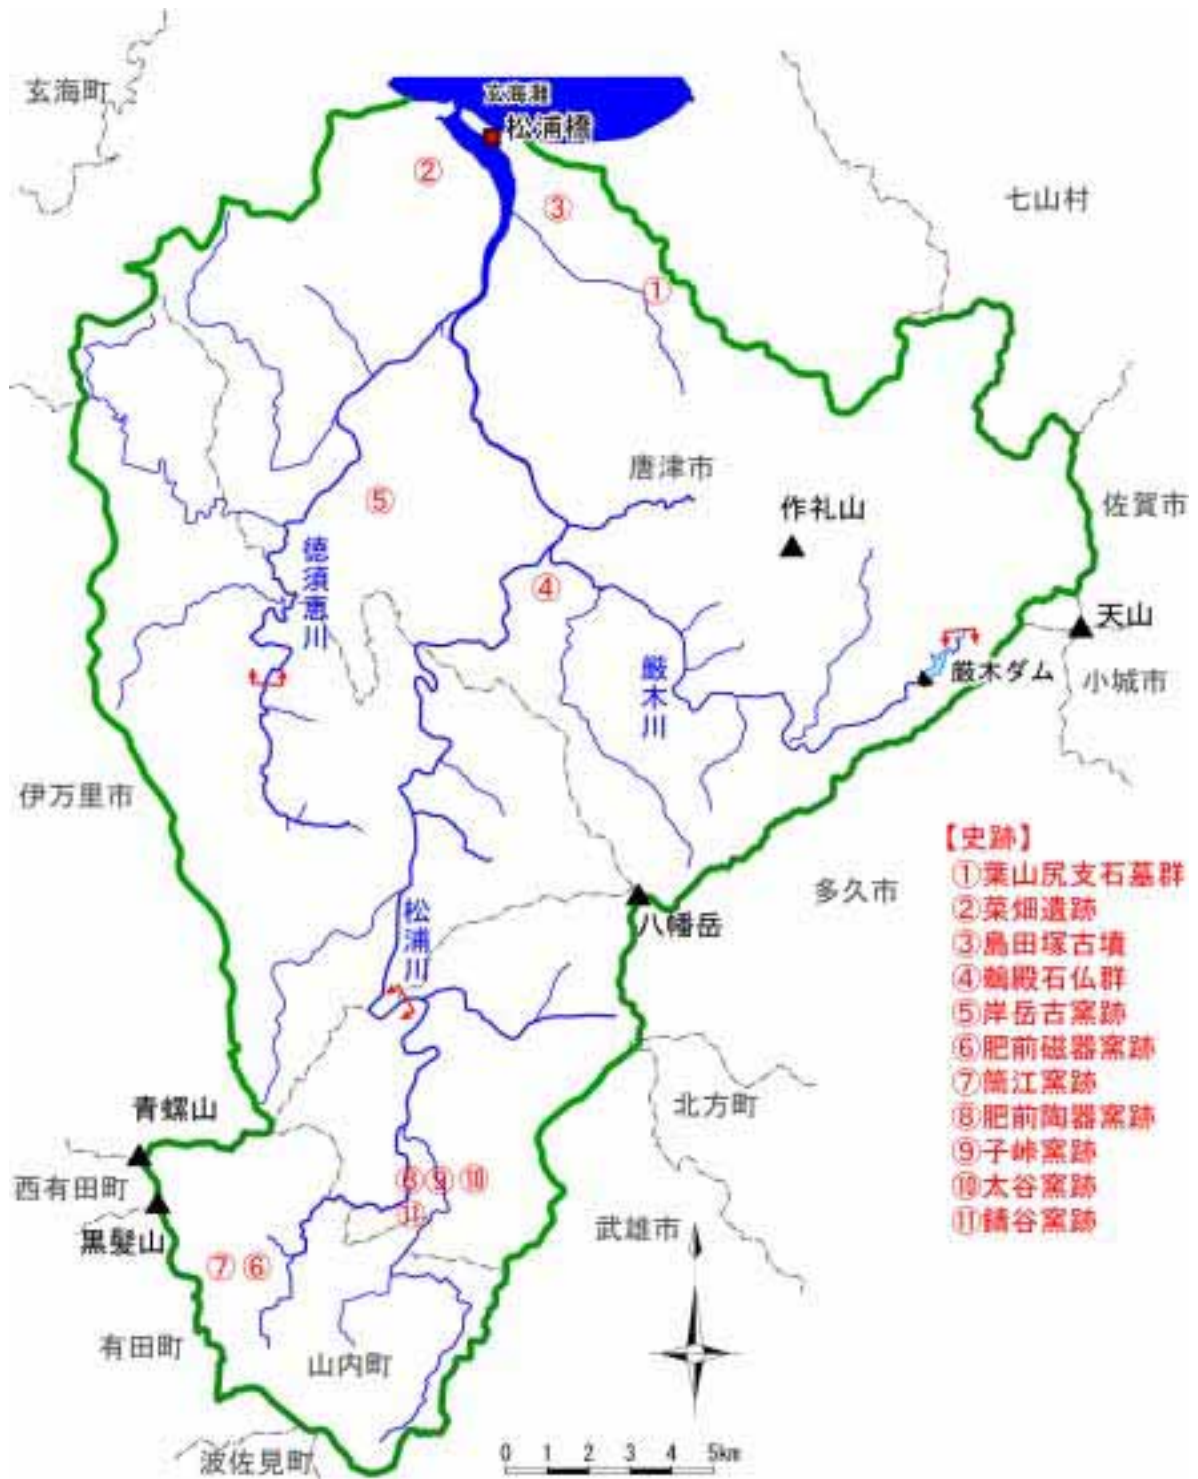 玄海町
玄海灘
松浦橋
②
③
七山村
①
唐津市
⑤
作礼山
佐賀市
徳須恵川
④
天山
厳木川
厳木ダム
小城市
伊万里市
多久市
八幡岳
松浦川
【史跡】
①葉山尻支石墓群
②菜畑遺跡
③島田塚古墳
④鵜殿石仏群
⑤岸岳古窯跡
⑥肥前磁器窯跡
⑦筒江窯跡
⑧肥前陶器窯跡
⑨子峠窯跡
⑩太谷窯跡
⑪錆谷窯跡
青螺山
北方町
西有田町
⑧⑨⑩
⑪
黒髪山
武雄市
⑦⑥
有田町
山内町
波佐見町
0 1 2 3 4 5km